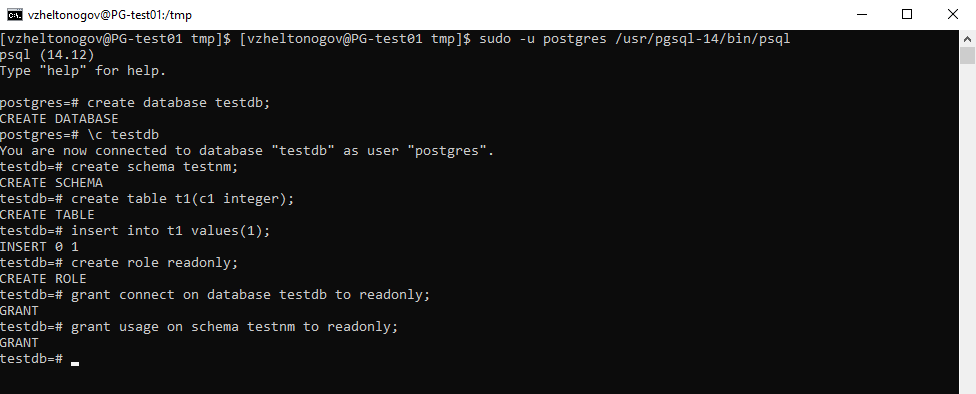 vzheltonogov@PG-test01:/tmp
[vzheltonogov@PG-test01 tmp]$ [vzheltonogov@PG-test01 tmp]$ sudo -u postgres /usr/pgsql-14/bin/psql
psql (14.12)
Type "help" for help.
postgres=# create database testdb;
CREATE DATABASE
postgres=# \c testdb
You are now connected to database "testdb" as user "postgres".
testdb=# create schema testnm;
CREATE SCHEMA
testdb=# create table t1(c1 integer);
CREATE TABLE
testdb=# insert into t1 values(1);
INSERT 0 1
testdb=# create role readonly;
CREATE ROLE
testdb=# grant connect on database testdb to readonly;
GRANT
testdb=# grant usage on schema testnm to readonly;
GRANT
testdb=#